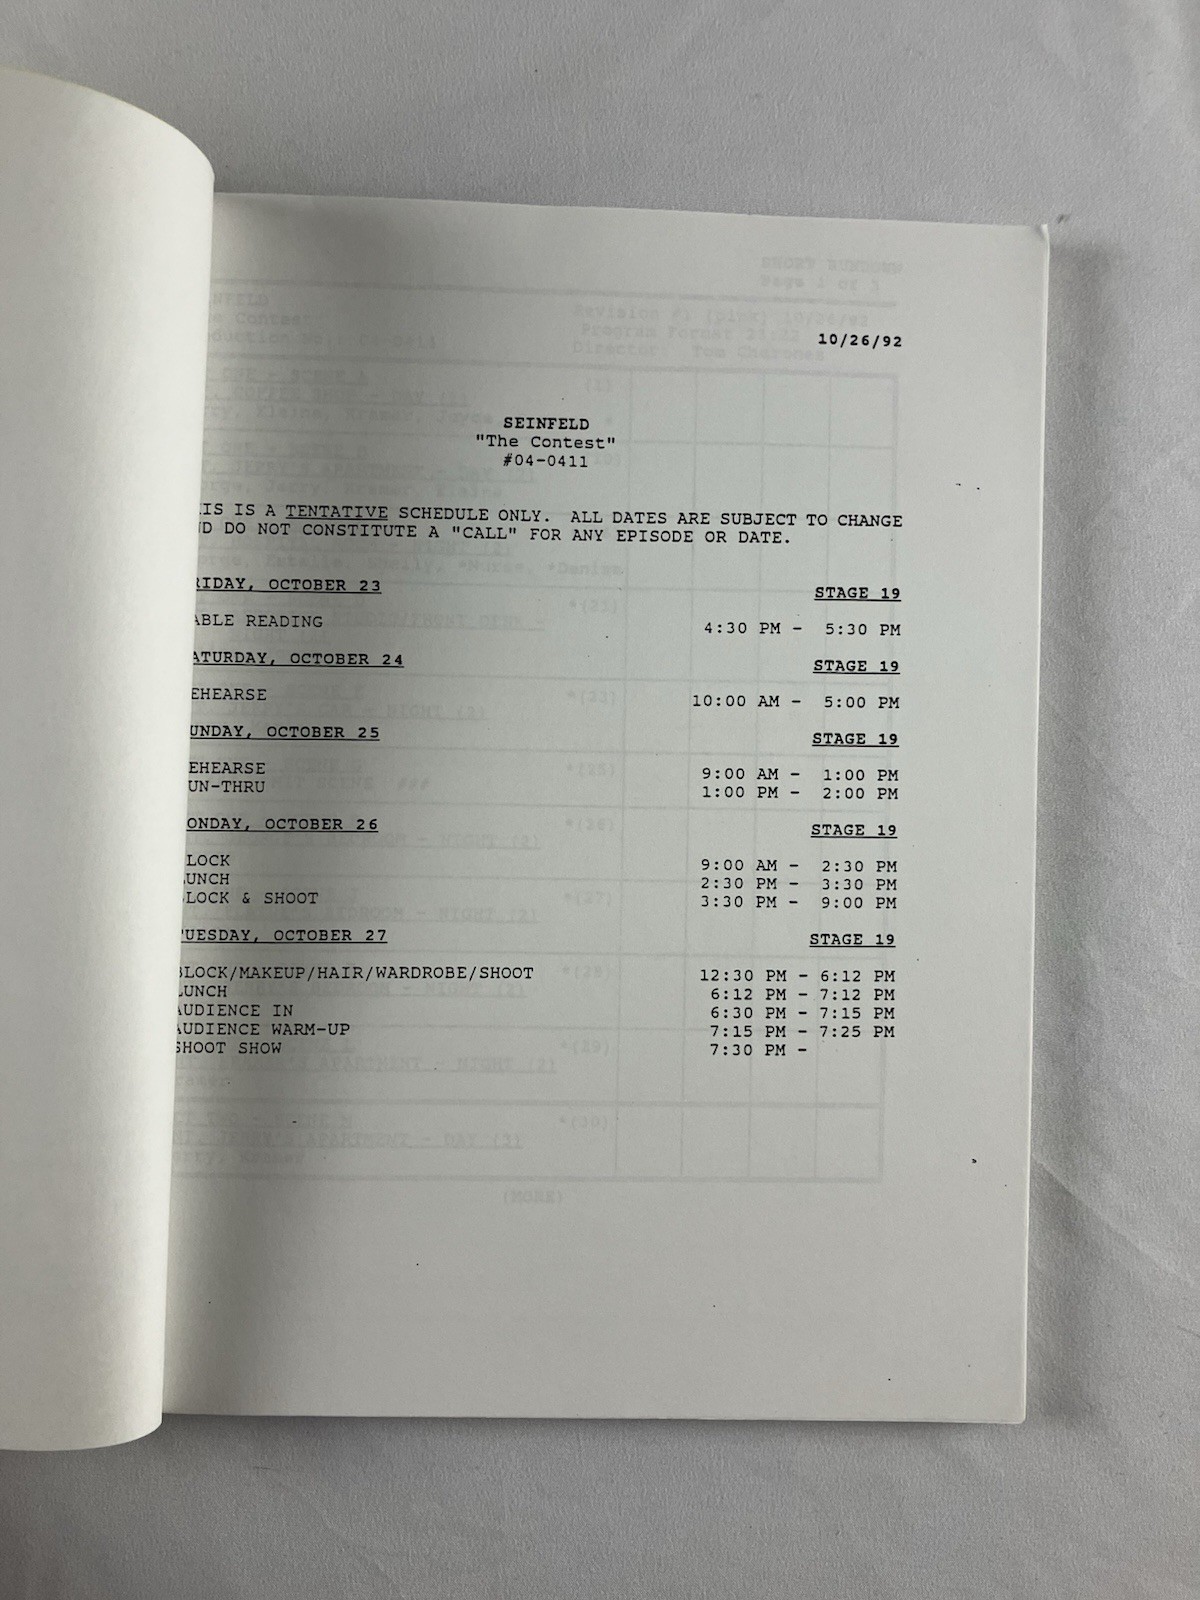 10/26/92
SEINFELD
"The Contest"
#04-0411
IS IS A TENTATIVE SCHEDULE ONLY. ALL DATES ARE SUBJECT TO CHANGE
ND DO NOT CONSTITUTE A "CALL" FOR ANY EPISODE OR DATE.
RIDAY, OCTOBER 23 STAGE 19
ABLE READING 4:30 PM - 5:30 PM
ATURDAY, OCTOBER 24 STAGE 19
EHEARSE 10:00 AM - 5:00 PM
UNDAY, OCTOBER 25 STAGE 19
EHEARSE 9:00 AM - 1:00 PM
UN-THRU 1:00 PM - 2:00 PM
ONDAY, OCTOBER 26 STAGE 19
LOCK 9:00 AM - 2:30 PM
UNCH 2:30 PM - 3:30 PM
LOCK & SHOOT 3:30 PM - 9:00 PM
TUESDAY, OCTOBER 27 STAGE 19
BLOCK/MAKEUP/HAIR/WARDROBE/SHOOT 12:30 PM - 6:12 PM
LUNCH 6:12 PM - 7:12 PM
AUDIENCE IN 6:30 PM - 7:15 PM
AUDIENCE WARM-UP 7:15 PM - 7:25 PM
SHOOT SHOW 7:30 PM -